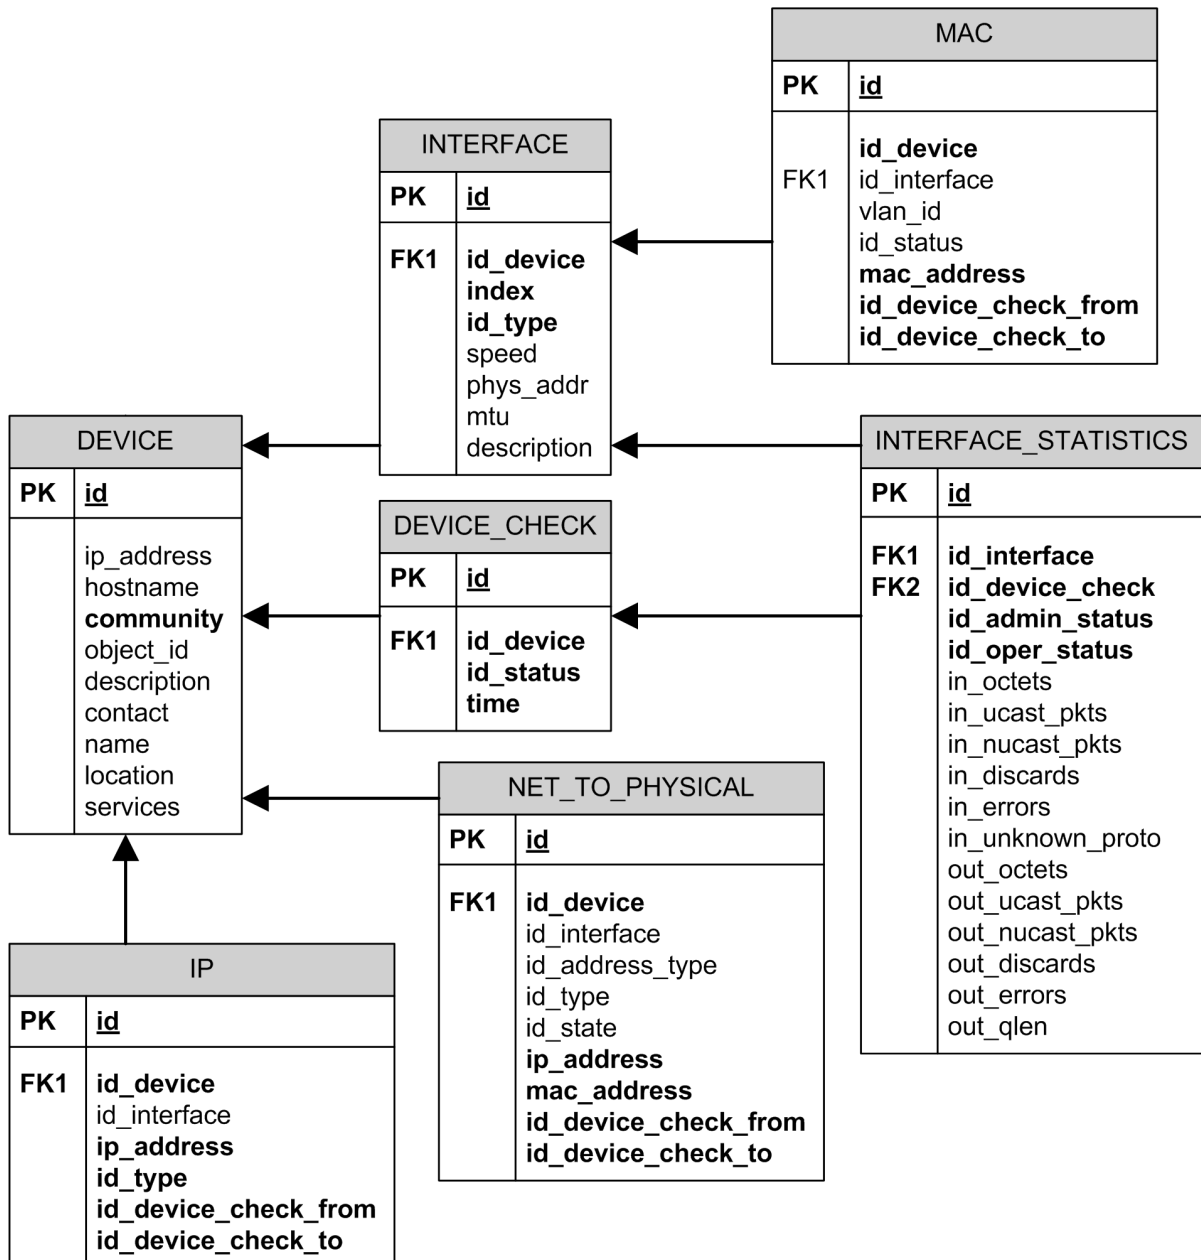 MAC
PK id
id_device
FK1 id_interface
vlan_id
id_status
mac_address
id_device_check_from
id_device_check_to
INTERFACE
PK id
FK1 id_device
index
id_type
speed
phys_addr
mtu
description
DEVICE
PK id
ip_address
hostname
community
object_id
description
contact
name
location
services
DEVICE_CHECK
PK id
FK1 id_device
id_status
time
INTERFACE_STATISTICS
PK id
FK1 id_interface
FK2 id_device_check
id_admin_status
id_oper_status
in_octets
in_ucast_pkts
in_nucast_pkts
in_discards
in_errors
in_unknown_proto
out_octets
out_ucast_pkts
out_nucast_pkts
out_discards
out_errors
out_qlen
NET_TO_PHYSICAL
PK id
FK1 id_device
id_interface
id_address_type
id_type
id_state
ip_address
mac_address
id_device_check_from
id_device_check_to
IP
PK id
FK1 id_device
id_interface
ip_address
id_type
id_device_check_from
id_device_check_to